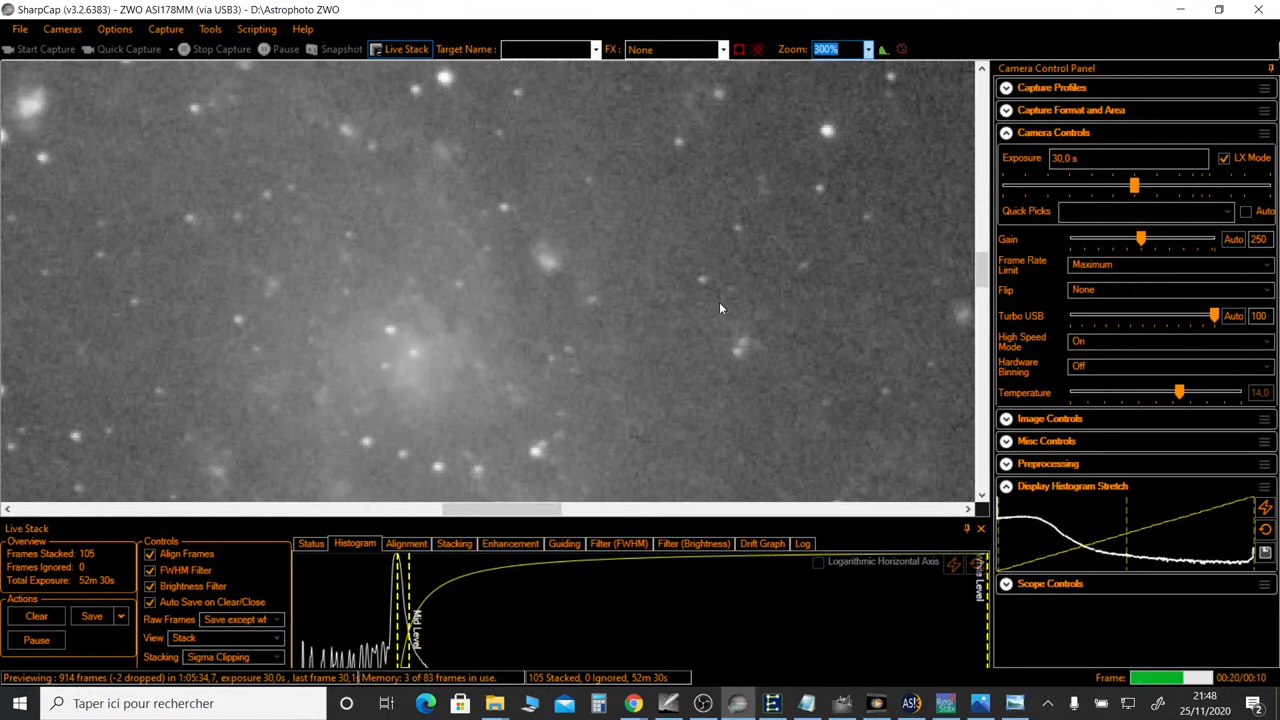 SharpCap (v3.2.6383) - ZWO ASI178MM (via USB3) - D:\Astrophoto ZWO
File Cameras Options Capture Tools Scripting Help
Start Capture Quick Capture Stop Capture Pause Snapshot Live Stack Target Name : FX : None Zoom: 300%
Camera Control Panel
Capture Profiles
Capture Format and Area
Camera Controls
Exposure 30,0 s LX Mode
Quick Picks Auto
Gain Auto 250
Frame Rate
Limit Maximum
Flip None
Turbo USB Auto 100
High Speed
Mode On
Hardware
Binning Off
Temperature 14,0
Image Controls
Misc Controls
Preprocessing
Display Histogram Stretch
Scope Controls
Live Stack
Overview
Frames Stacked: 105
Frames Ignored: 0
Total Exposure: 52m 30s
Actions
Clear Save
Pause
Controls
Align Frames
FWHM Filter
Brightness Filter
Auto Save on Clear/Close
Raw Frames Save except wl
View Stack
Stacking Sigma Clipping
Status Histogram Alignment Stacking Enhancement Guiding Filter (FWHM) Filter (Brightness) Drift Graph Log
Logarithmic Horizontal Axis
Mid Level
White Level
Previewing : 914 frames (-2 dropped) in 1:05:34,7, exposure 30,0s , last frame 30,1s Memory: 3 of 83 frames in use. 105 Stacked, 0 Ignored, 52m 30s Frame: 00:20/00:10
Taper ici pour rechercher
21:48
25/11/2020